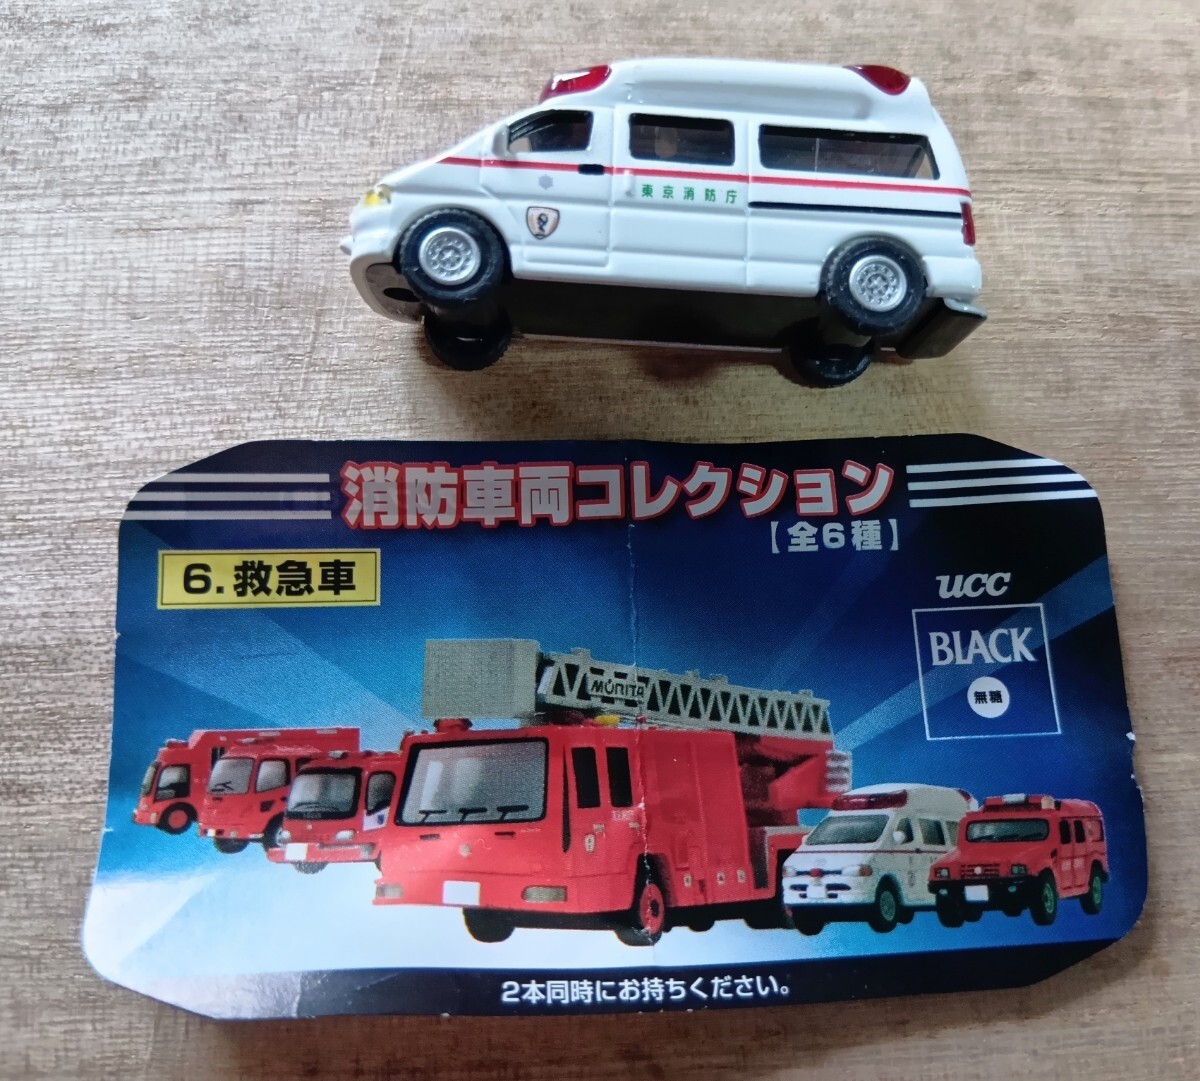 東京消防庁
消防車両コレクション
【全6種】
6.救急車
UCC
BLACK
無糖
MORITA
2本同時にお持ちください。